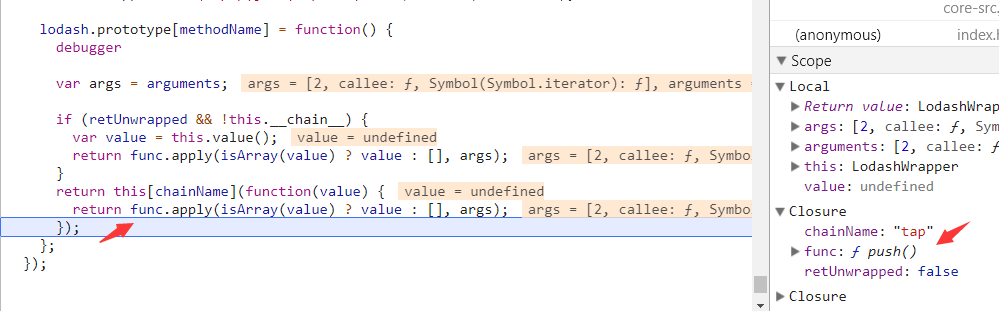 lodash.prototype[methodName] = function() {
debugger
var args = arguments; args = [2, callee: ƒ, Symbol(Symbol.iterator): ƒ], arguments =
if (retUnwrapped && !this.__chain__) {
var value = this.value(); value = undefined
return func.apply(isArray(value) ? value : [], args); args = [2, callee: ƒ, Symbo
}
return this[chainName](function(value) { value = undefined
return func.apply(isArray(value) ? value : [], args); args = [2, callee: ƒ, Symbo
});
};
});
core-src.
(anonymous) index.h
▼ Scope
▼ Local
▶ Return value: LodashWrapper
▶ args: [2, callee: ƒ, Sym
▶ arguments: [2, callee: f
▶ this: LodashWrapper
value: undefined
▼ Closure
chainName: "tap"
▶ func: ƒ push()
retUnwrapped: false
▶ Closure